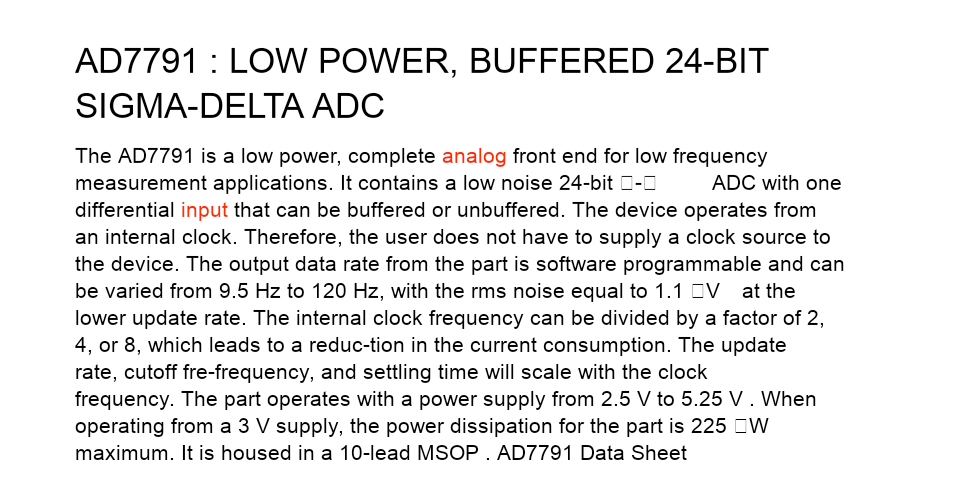 AD7791 : LOW POWER, BUFFERED 24-BIT
SIGMA-DELTA ADC
The AD7791 is a low power, complete analog front end for low frequency
measurement applications. It contains a low noise 24-bit □-□ ADC with one
differential input that can be buffered or unbuffered. The device operates from
an internal clock. Therefore, the user does not have to supply a clock source to
the device. The output data rate from the part is software programmable and can
be varied from 9.5 Hz to 120 Hz, with the rms noise equal to 1.1 □V at the
lower update rate. The internal clock frequency can be divided by a factor of 2,
4, or 8, which leads to a reduc-tion in the current consumption. The update
rate, cutoff fre-frequency, and settling time will scale with the clock
frequency. The part operates with a power supply from 2.5 V to 5.25 V . When
operating from a 3 V supply, the power dissipation for the part is 225 □W
maximum. It is housed in a 10-lead MSOP . AD7791 Data Sheet